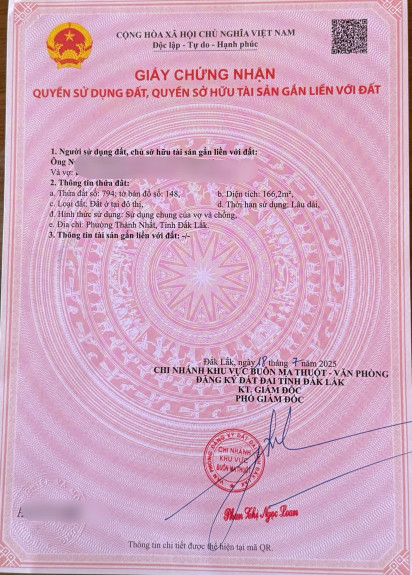 CỘNG HÒA XÃ HỘI CHỦ NGHĨA VIỆT NAM
Độc lập - Tự do - Hạnh phúc
GIẤY CHỨNG NHẬN
QUYỀN SỬ DỤNG ĐẤT, QUYỀN SỞ HỮU TÀI SẢN GẮN LIỀN VỚI ĐẤT
1. Người sử dụng đất, chủ sở hữu tài sản gắn liền với đất:
Ông N
Và vợ:
2. Thông tin thửa đất:
a. Thửa đất số: 794; tờ bản đồ số: 148, b. Diện tích: 166,2m²,
c. Loại đất: Đất ở tại đô thị, d. Thời hạn sử dụng: Lâu dài,
đ. Hình thức sử dụng: Sử dụng chung của vợ và chồng,
e. Địa chỉ: Phường Thành Nhất, Tỉnh Đắk Lắk.
3. Thông tin tài sản gắn liền với đất: -/-
Đắk Lắk, ngày 18 tháng 7 năm 2025
CHI NHÁNH KHU VỰC BUÔN MA THUỘT - VĂN PHÒNG
ĐĂNG KÝ ĐẤT ĐAI TỈNH ĐẮK LẮK
KT. GIÁM ĐỐC
PHÓ GIÁM ĐỐC
CHI NHÁNH
KHU VỰC
BUÔN MA THUỘT
Phan Thị Ngọc Loan
Thông tin chi tiết được thể hiện tại mã QR.